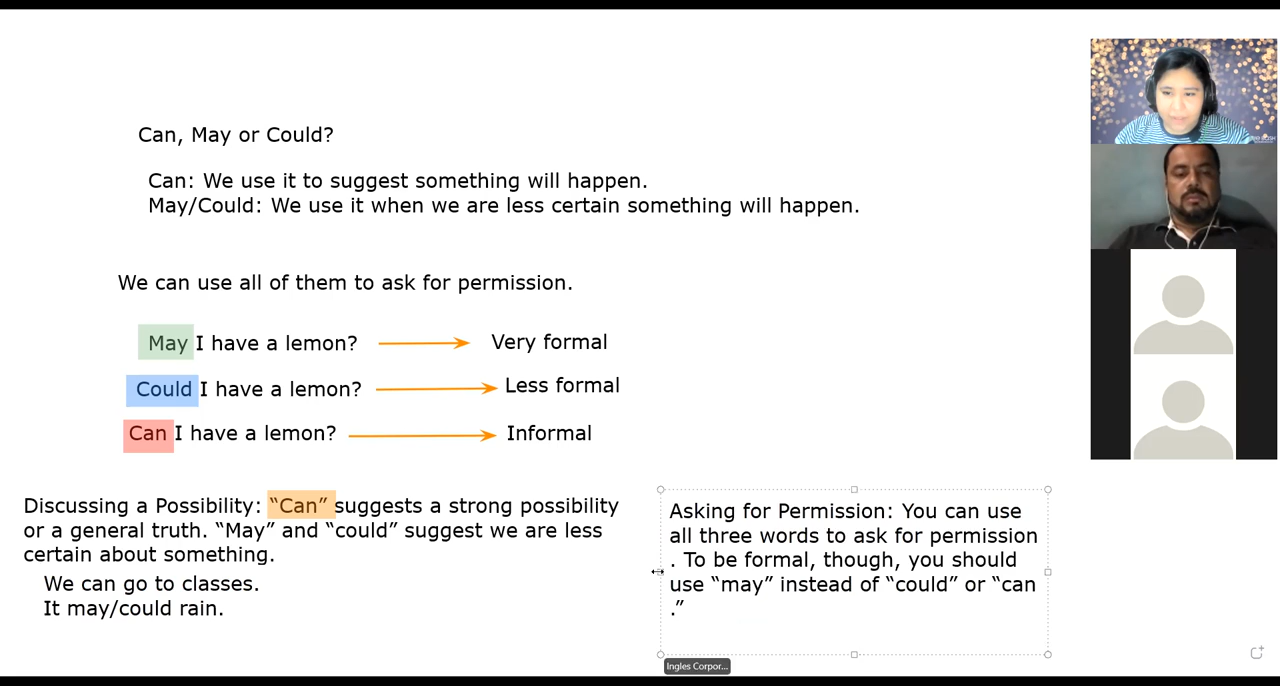 Can, May or Could?
Can: We use it to suggest something will happen.
May/Could: We use it when we are less certain something will happen.
We can use all of them to ask for permission.
May I have a lemon? Very formal
Could I have a lemon? Less formal
Can I have a lemon? Informal
Discussing a Possibility: “Can” suggests a strong possibility
or a general truth. “May” and “could” suggest we are less
certain about something.
We can go to classes.
It may/could rain.
Asking for Permission: You can use
all three words to ask for permission
. To be formal, though, you should
use “may” instead of “could” or “can
.”
Ingles Corpor...